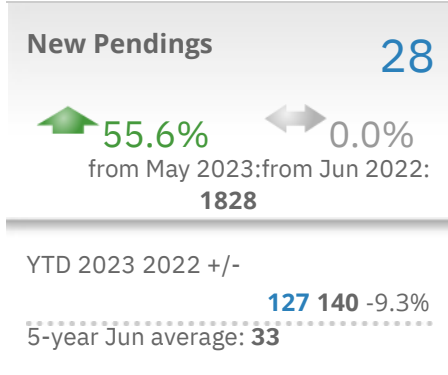 New Pendings
28
55.6% 0.0%
from May 2023:from Jun 2022:
1828
YTD 2023 2022 +/-
127 140 -9.3%
5-year Jun average: 33